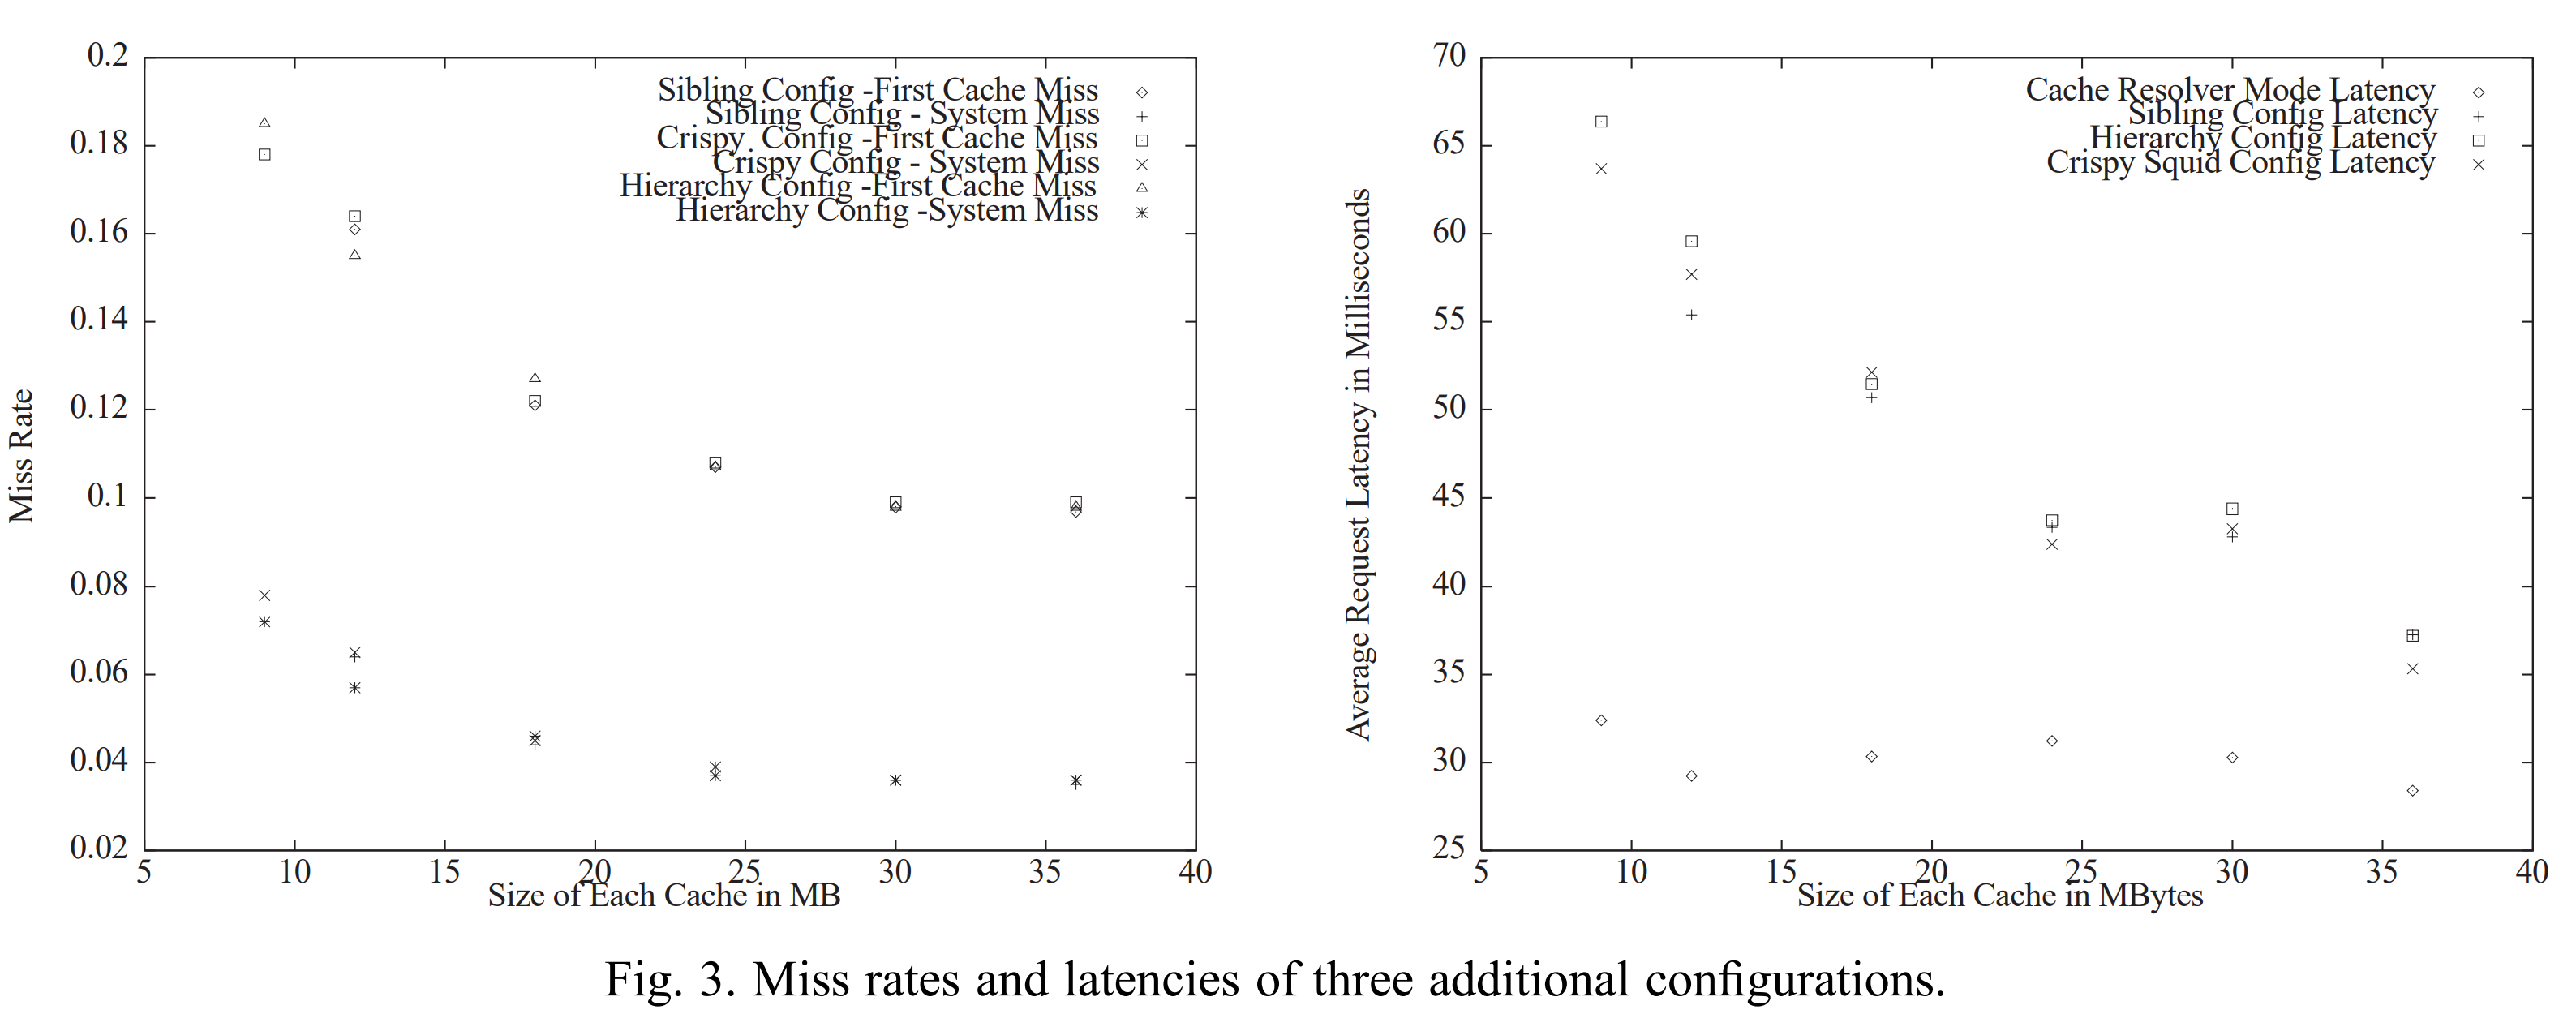 0.2
0.18
0.16
0.14
0.12
0.1
0.08
0.06
0.04
0.02
Miss Rate
Sibling Config -First Cache Miss
Sibling Config - System Miss
Crispy Config -First Cache Miss
Crispy Config - System Miss
Hierarchy Config -First Cache Miss
Hierarchy Config -System Miss
5 10 15 20 25 30 35 40
Size of Each Cache in MB
70
65
60
55
50
45
40
35
30
25
Average Request Latency in Milliseconds
Cache Resolver Mode Latency
Sibling Config Latency
Hierarchy Config Latency
Crispy Squid Config Latency
5 10 15 20 25 30 35 40
Size of Each Cache in MBytes
Fig. 3. Miss rates and latencies of three additional configurations.